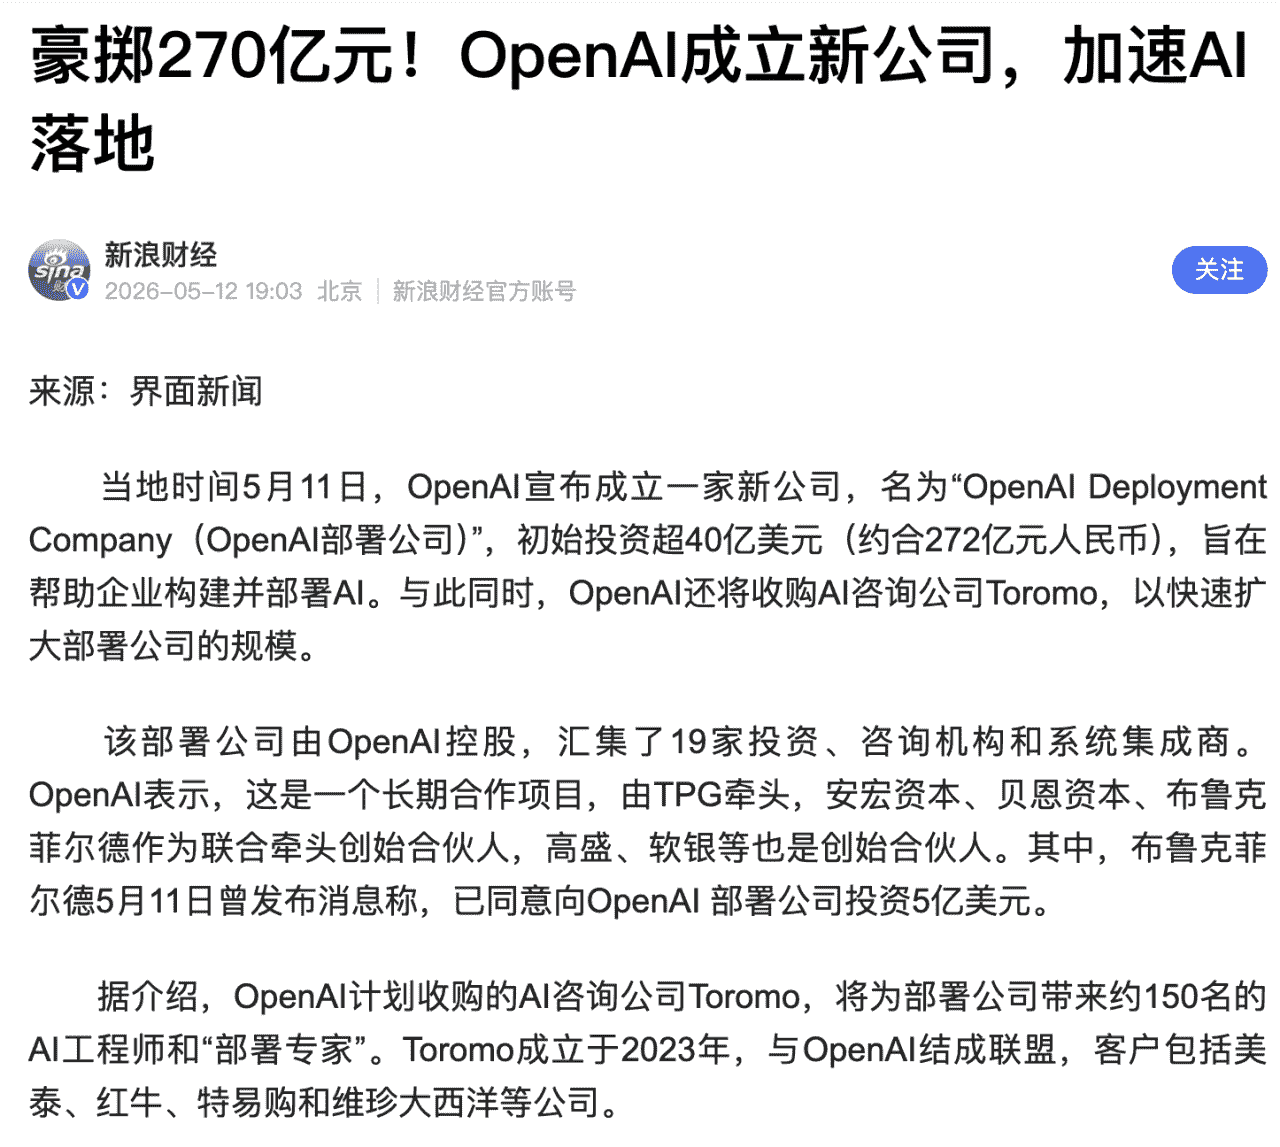 豪掷270亿元！OpenAI成立新公司，加速AI
落地
sina
新浪财经
2026-05-12 19:03 北京 | 新浪财经官方账号
关注
来源：界面新闻
当地时间5月11日，OpenAI宣布成立一家新公司，名为“OpenAI Deployment
Company（OpenAI部署公司）”，初始投资超40亿美元（约合272亿元人民币），旨在
帮助企业构建并部署AI。与此同时，OpenAI还将收购AI咨询公司Toromo，以快速扩
大部署公司的规模。
该部署公司由OpenAI控股，汇集了19家投资、咨询机构和系统集成商。
OpenAI表示，这是一个长期合作项目，由TPG牵头，安宏资本、贝恩资本、布鲁克
菲尔德作为联合牵头创始合伙人，高盛、软银等也是创始合伙人。其中，布鲁克菲
尔德5月11日曾发布消息称，已同意向OpenAI 部署公司投资5亿美元。
据介绍，OpenAI计划收购的AI咨询公司Toromo，将为部署公司带来约150名的
AI工程师和“部署专家”。Toromo成立于2023年，与OpenAI结成联盟，客户包括美
泰、红牛、特易购和维珍大西洋等公司。